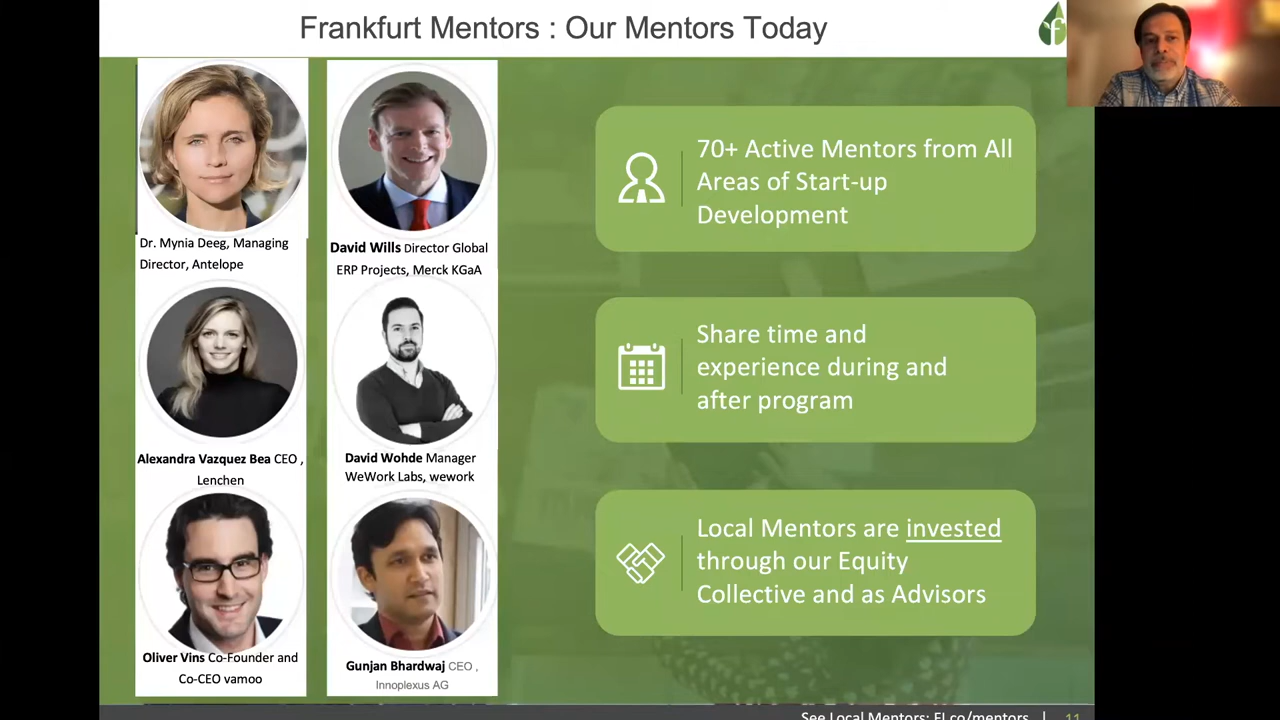 Frankfurt Mentors : Our Mentors Today
Dr. Mynia Deeg, Managing
Director, Antelope
David Wills Director Global
ERP Projects, Merck KGaA
Alexandra Vazquez Bea CEO ,
Lenchen
David Wohde Manager
WeWork Labs, wework
Oliver Vins Co-Founder and
Co-CEO vamoo
Gunjan Bhardwaj CEO ,
Innoplexus AG
70+ Active Mentors from All
Areas of Start-up
Development
Share time and
experience during and
after program
Local Mentors are invested
through our Equity
Collective and as Advisors
See Local Mentors: FI.co/mentors | 11